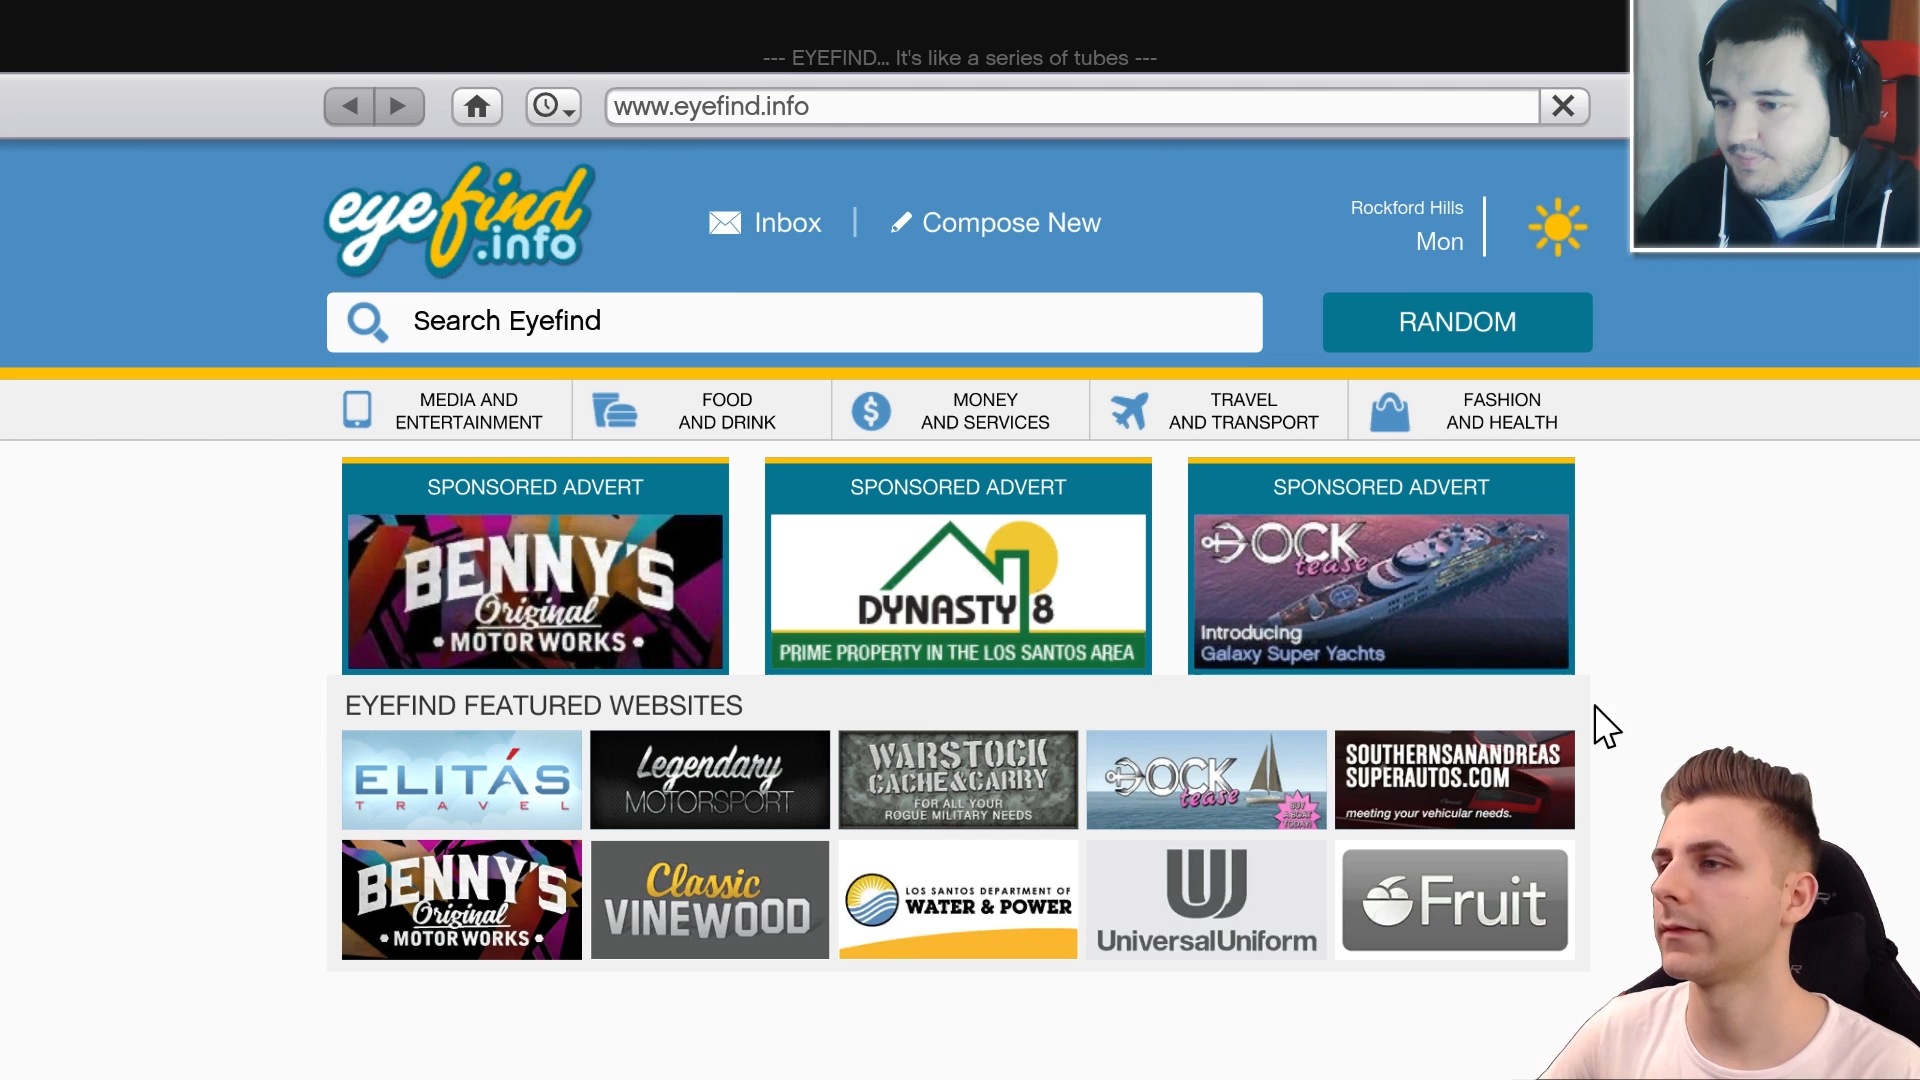 --- EYEFIND... It's like a series of tubes ---
www.eyefind.info
eyefind
.info
Inbox
Compose New
Rockford Hills
Mon
Search Eyefind
RANDOM
MEDIA AND
ENTERTAINMENT
FOOD
AND DRINK
MONEY
AND SERVICES
TRAVEL
AND TRANSPORT
FASHION
AND HEALTH
SPONSORED ADVERT
BENNY'S
Original
• MOTOR WORKS •
SPONSORED ADVERT
DYNASTY 8
PRIME PROPERTY IN THE LOS SANTOS AREA
SPONSORED ADVERT
DOCK
tease
Introducing
Galaxy Super Yachts
EYEFIND FEATURED WEBSITES
ELITÁS
TRAVEL
Legendary
MOTORSPORT
WARSTOCK
CACHE & CARRY
FOR ALL YOUR
ROGUE MILITARY NEEDS
DOCK
tease
BUY
A BOAT
TODAY!
SOUTHERNSANANDREAS
SUPERAUTOS.COM
meeting your vehicular needs.
BENNY'S
Original
• MOTOR WORKS •
Classic
VINEWOOD
LOS SANTOS DEPARTMENT OF
WATER & POWER
UU
UniversalUniform
Fruit